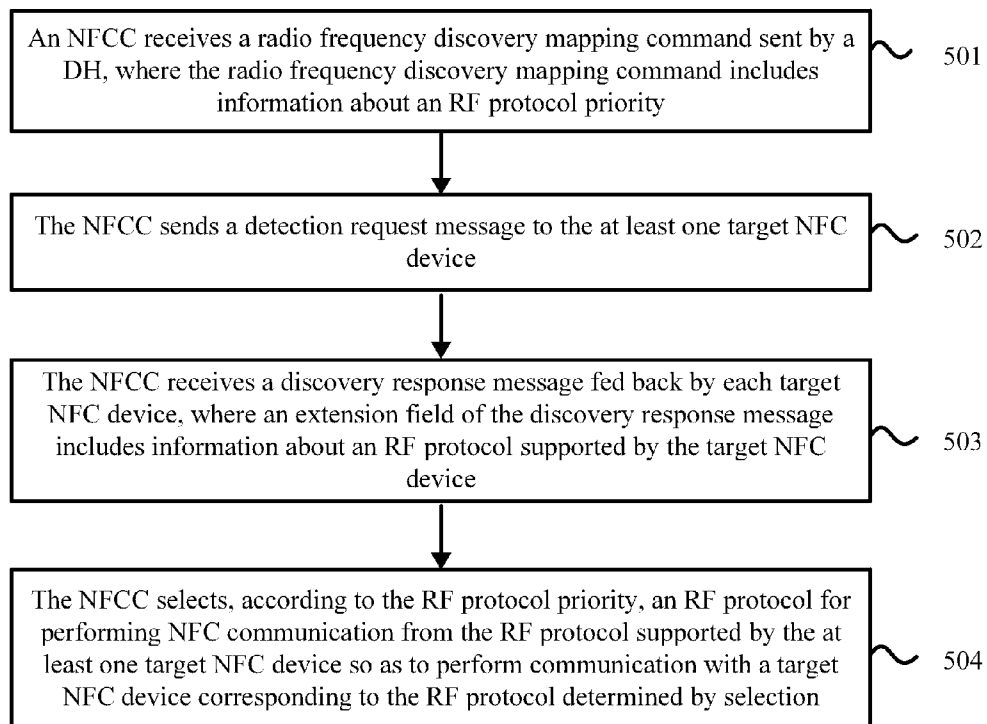 An NFCC receives a radio frequency discovery mapping command sent by a
DH, where the radio frequency discovery mapping command includes
information about an RF protocol priority
501
The NFCC sends a detection request message to the at least one target NFC
device
502
The NFCC receives a discovery response message fed back by each target
NFC device, where an extension field of the discovery response message
includes information about an RF protocol supported by the target NFC
device
503
The NFCC selects, according to the RF protocol priority, an RF protocol for
performing NFC communication from the RF protocol supported by the at
least one target NFC device so as to perform communication with a target
NFC device corresponding to the RF protocol determined by selection
504